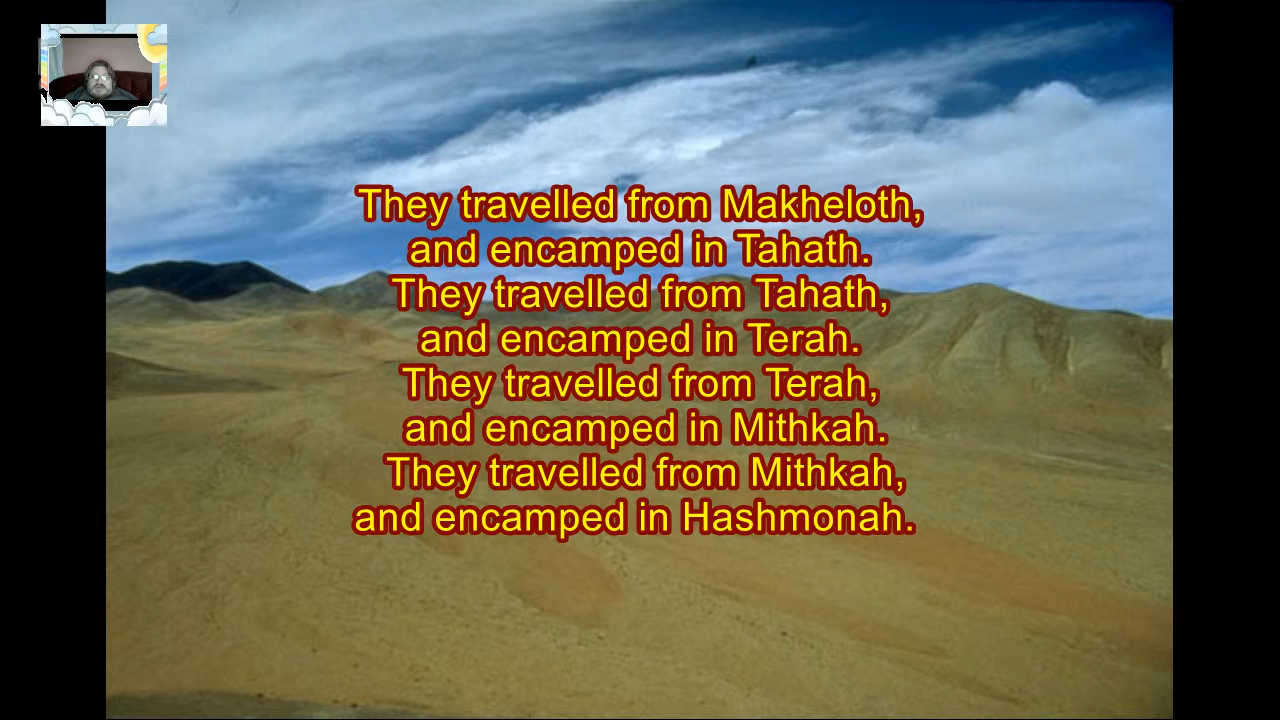 They travelled from Makheloth,
and encamped in Tahath.
They travelled from Tahath,
and encamped in Terah.
They travelled from Terah,
and encamped in Mithkah.
They travelled from Mithkah,
and encamped in Hashmonah.